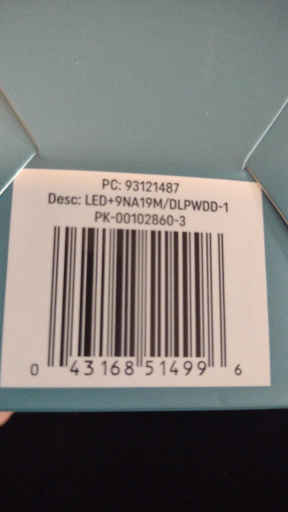 PC: 93121487
Desc: LED+9NA19M/DLPWDD-1
PK-00102860-3
0 43168 51499 6